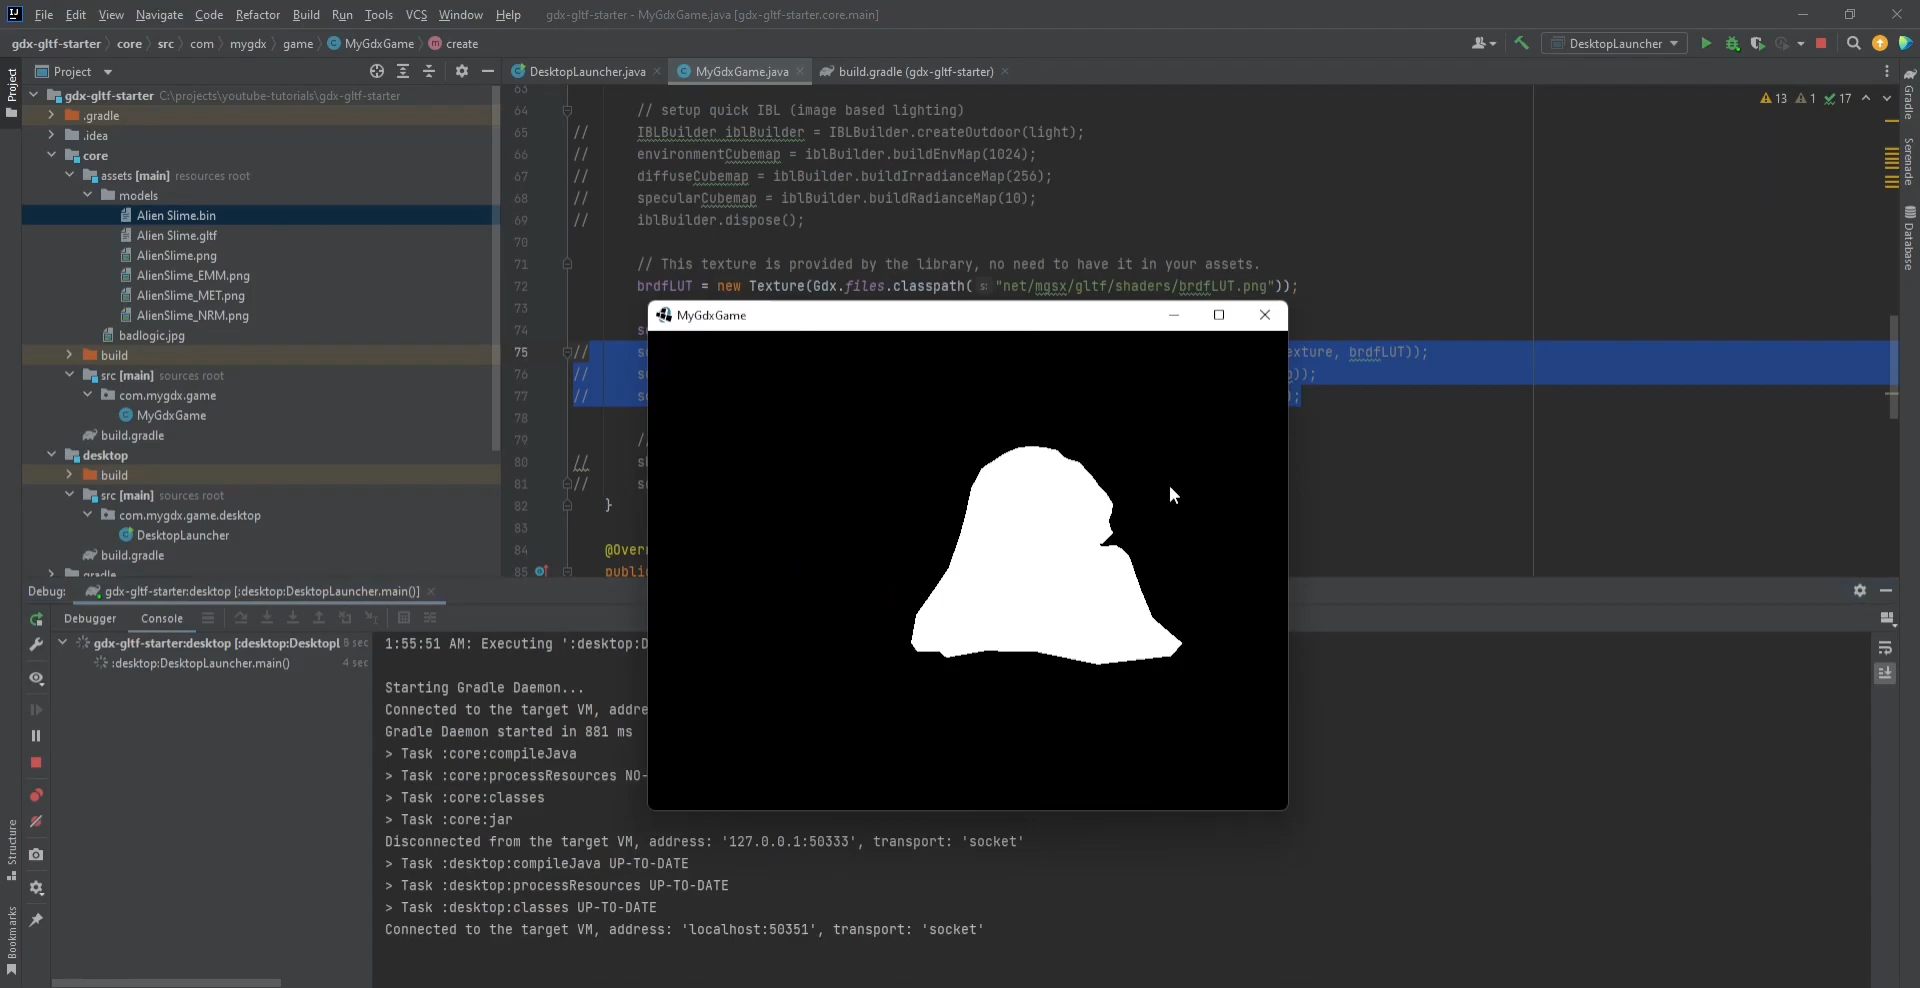 File Edit View Navigate Code Refactor Build Run Tools VCS Window Help gdx-gltf-starter - MyGdxGame.java [gdx-gltf-starter.core.main]
gdx-gltf-starter core src com mygdx game MyGdxGame create
DesktopLauncher
Project
DesktopLauncher.java MyGdxGame.java build.gradle (gdx-gltf-starter)
gdx-gltf-starter C:\projects\youtube-tutorials\gdx-gltf-starter
.gradle
.idea
core
assets [main] resources root
models
Alien Slime.bin
Alien Slime.gltf
AlienSlime.png
AlienSlime_EMM.png
AlienSlime_MET.png
AlienSlime_NRM.png
badlogic.jpg
build
src [main] sources root
com.mygdx.game
MyGdxGame
build.gradle
desktop
build
src [main] sources root
com.mygdx.game.desktop
DesktopLauncher
build.gradle
gradle
Project
Structure
Bookmarks
13 1 17
63
64 // setup quick IBL (image based lighting)
65 // IBLBuilder iblBuilder = IBLBuilder.createOutdoor(light);
66 // environmentCubemap = iblBuilder.buildEnvMap(1024);
67 // diffuseCubemap = iblBuilder.buildIrradianceMap(256);
68 // specularCubemap = iblBuilder.buildRadianceMap(10);
69 // iblBuilder.dispose();
70
71 // This texture is provided by the library, no need to have it in your assets.
72 brdfLUT = new Texture(Gdx.files.classpath( s: "net/mgsx/gltf/shaders/brdfLUT.png"));
73
74 s
75 // s exture, brdfLUT));
76 // s ));
77 // s ;
78
79 //
80 // s
81 // s
82 }
83
84 @Over
85 publi
MyGdxGame
Gradle
Serenade
Database
Debug: gdx-gltf-starter:desktop [:desktop:DesktopLauncher.main()]
Debugger Console
gdx-gltf-starter:desktop [:desktop:Desktopl 8 sec
:desktop:DesktopLauncher.main() 4 sec
1:55:51 AM: Executing ':desktop:D
Starting Gradle Daemon...
Connected to the target VM, addre
Gradle Daemon started in 881 ms
> Task :core:compileJava
> Task :core:processResources NO-
> Task :core:classes
> Task :core:jar
Disconnected from the target VM, address: '127.0.0.1:50333', transport: 'socket'
> Task :desktop:compileJava UP-TO-DATE
> Task :desktop:processResources UP-TO-DATE
> Task :desktop:classes UP-TO-DATE
Connected to the target VM, address: 'localhost:50351', transport: 'socket'